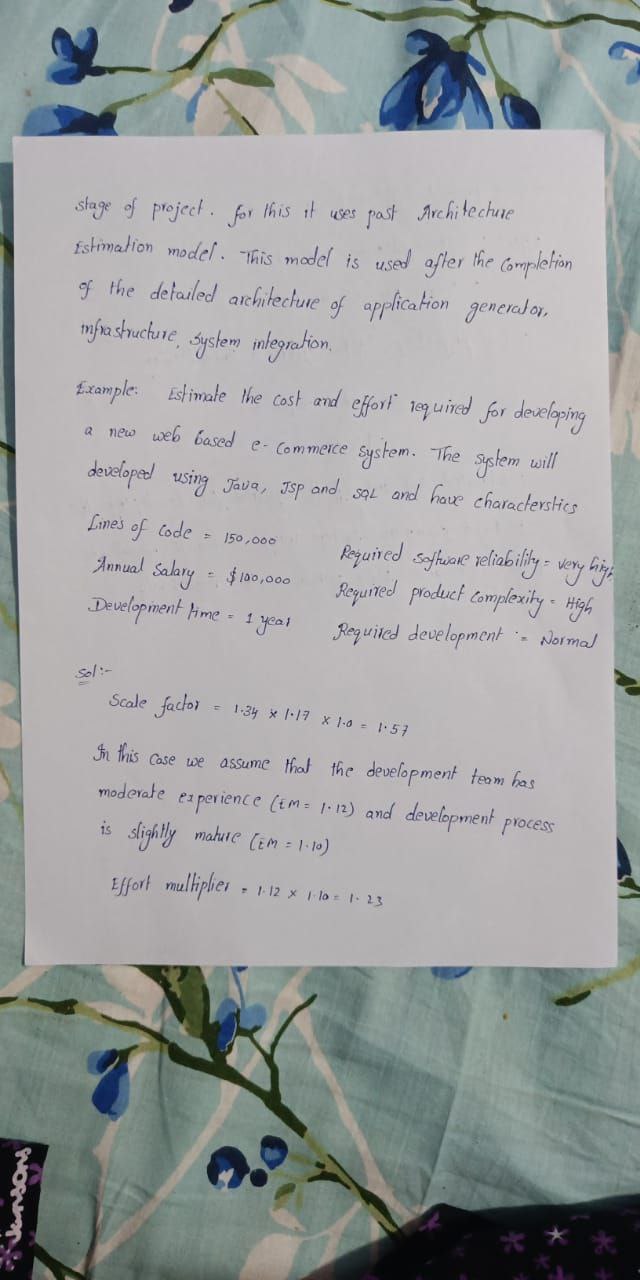 stage of project. for this it uses past Architecture
Estimation model. This model is used after the completion
of the detailed architecture of application generator,
infrastructure, system integration.
Example: Estimate the cost and effort required for developing
a new web based e-commerce system. The system will
developed using Java, Jsp and SQL and have characterstics
Lines of code = 150,000
Annual Salary = $100,000
Development time = 1 year
Required software reliability = very high
Required product complexity = High
Required development := Normal
Sol:-
Scale factor = 1.34 x 1.17 x 1.0 = 1.57
In this case we assume that the development team has
moderate experience (EM = 1.12) and development process
is slightly mature (EM = 1.10)
Effort multiplier = 1.12 x 1.10 = 1.23
Jansons